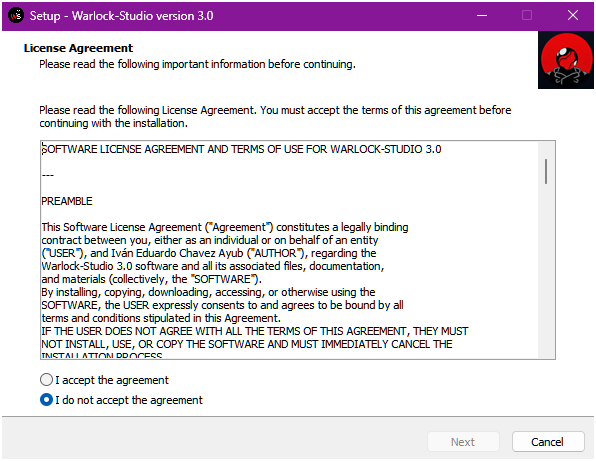 Setup - Warlock-Studio version 3.0
License Agreement
Please read the following important information before continuing.
Please read the following License Agreement. You must accept the terms of this agreement before
continuing with the installation.
SOFTWARE LICENSE AGREEMENT AND TERMS OF USE FOR WARLOCK-STUDIO 3.0
---
PREAMBLE
This Software License Agreement ("Agreement") constitutes a legally binding
contract between you, either as an individual or on behalf of an entity
("USER"), and Iván Eduardo Chavez Ayub ("AUTHOR"), regarding the
Warlock-Studio 3.0 software and all its associated files, documentation,
and materials (collectively, the "SOFTWARE").
By installing, copying, downloading, accessing, or otherwise using the
SOFTWARE, the USER expressly consents to and agrees to be bound by all
terms and conditions stipulated in this Agreement.
IF THE USER DOES NOT AGREE WITH ALL THE TERMS OF THIS AGREEMENT, THEY MUST
NOT INSTALL, USE, OR COPY THE SOFTWARE AND MUST IMMEDIATELY CANCEL THE
INSTALLATION PROCESS
I accept the agreement
I do not accept the agreement
Next
Cancel